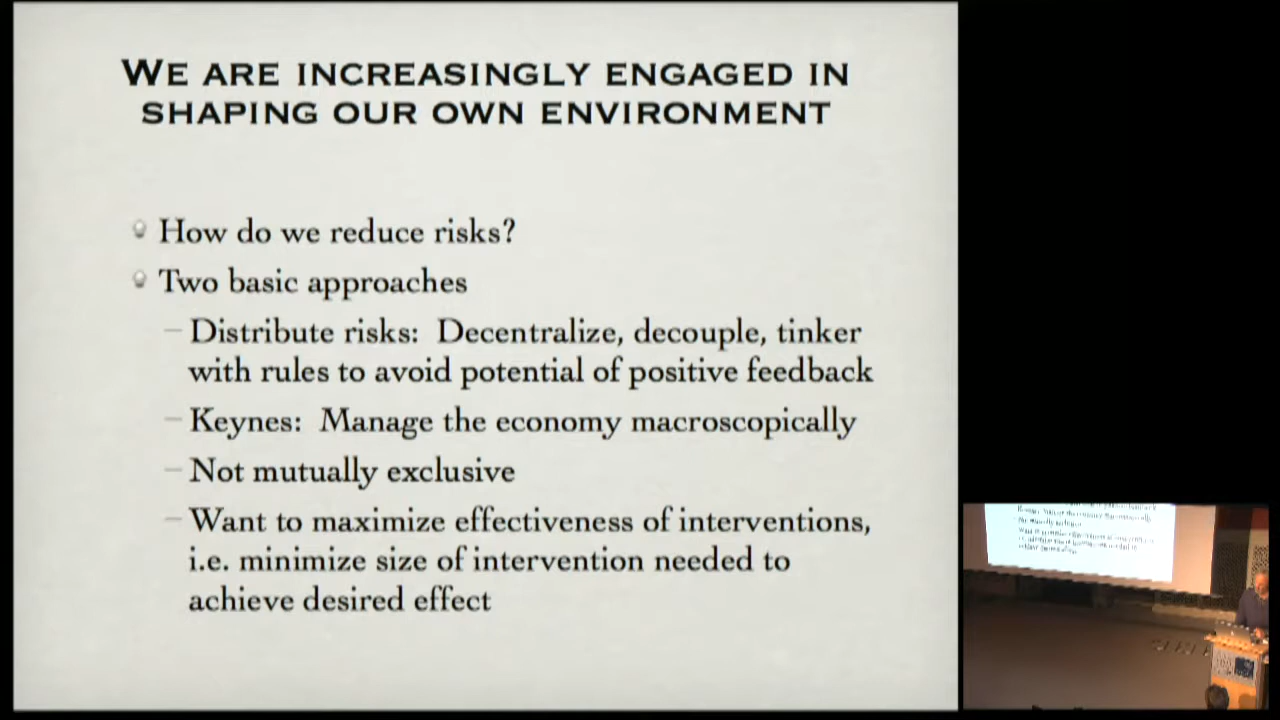 WE ARE INCREASINGLY ENGAGED IN
SHAPING OUR OWN ENVIRONMENT
How do we reduce risks?
Two basic approaches
– Distribute risks: Decentralize, decouple, tinker
with rules to avoid potential of positive feedback
– Keynes: Manage the economy macroscopically
– Not mutually exclusive
– Want to maximize effectiveness of interventions,
i.e. minimize size of intervention needed to
achieve desired effect